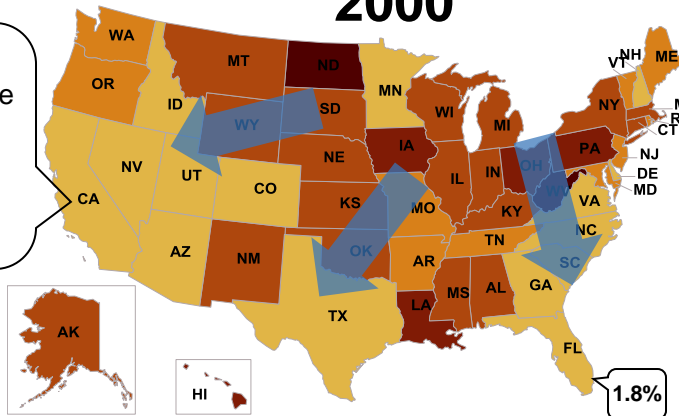 2000
WA
MT
ND
MN
VT
NH
ME
OR
ID
SD
WY
WI
MI
NY
CT
NE
IA
IL
IN
OH
PA
NJ
DE
MD
NV
UT
CO
KS
MO
KY
WV
VA
CA
AZ
NM
OK
AR
TN
NC
SC
TX
LA
MS
AL
GA
FL
AK
HI
1.8%